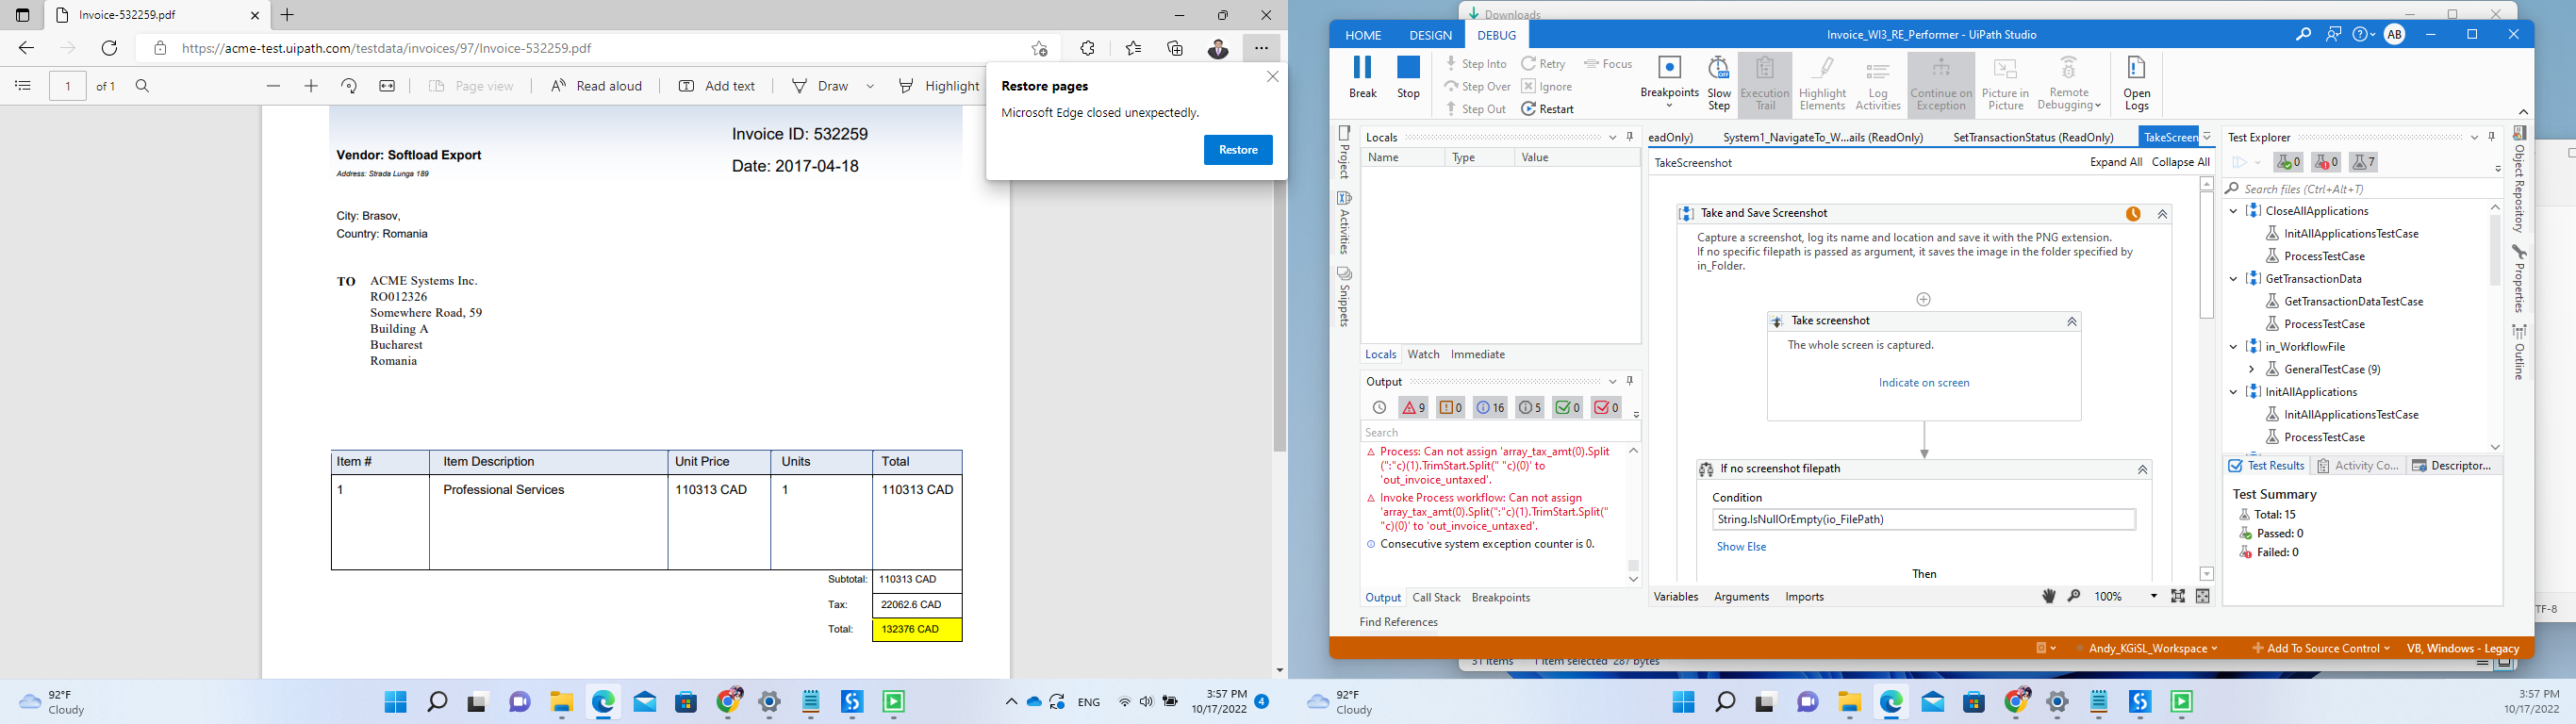 Invoice-532259.pdf
https://acme-test.uipath.com/testdata/invoices/97/Invoice-532259.pdf
1 of 1
Page view
Read aloud
Add text
Draw
Highlight
Restore pages
Microsoft Edge closed unexpectedly.
Restore
Invoice ID: 532259
Vendor: Softload Export
Date: 2017-04-18
Address: Strada Lunga 189
City: Brasov,
Country: Romania
TO ACME Systems Inc.
RO012326
Somewhere Road, 59
Building A
Bucharest
Romania
Item # Item Description Unit Price Units Total
1 Professional Services 110313 CAD 1 110313 CAD
Subtotal: 110313 CAD
Tax: 22062.6 CAD
Total: 132376 CAD
92°F
Cloudy
ENG
3:57 PM
10/17/2022
4
Downloads
HOME DESIGN DEBUG
Invoice_WI3_RE_Performer - UiPath Studio
AB
Break
Stop
Step Into
Step Over
Step Out
Retry
Ignore
Restart
Focus
Breakpoints
Slow
Step
OFF
Execution
Trail
Highlight
Elements
Log
Activities
Continue on
Exception
Picture in
Picture
Remote
Debugging
Open
Logs
Project
Activities
Snippets
Locals
Name Type Value
Locals Watch Immediate
Output
9 0 16 5 0 0
Search
Process: Can not assign 'array_tax_amt(0).Split
(":"c)(1).TrimStart.Split(" "c)(0)' to
'out_invoice_untaxed'.
Invoke Process workflow: Can not assign
'array_tax_amt(0).Split(":"c)(1).TrimStart.Split("
"c)(0)' to 'out_invoice_untaxed'.
Consecutive system exception counter is 0.
Output Call Stack Breakpoints
Find References
eadOnly) System1_NavigateTo_W...ails (ReadOnly) SetTransactionStatus (ReadOnly) TakeScreen
TakeScreenshot
Expand All Collapse All
Take and Save Screenshot
Capture a screenshot, log its name and location and save it with the PNG extension.
If no specific filepath is passed as argument, it saves the image in the folder specified by
in_Folder.
Take screenshot
The whole screen is captured.
Indicate on screen
If no screenshot filepath
Condition
String.IsNullOrEmpty(io_FilePath)
Show Else
Then
Variables Arguments Imports
100%
Test Explorer
0 0 7
Search files (Ctrl+Alt+T)
CloseAllApplications
InitAllApplicationsTestCase
ProcessTestCase
GetTransactionData
GetTransactionDataTestCase
ProcessTestCase
in_WorkflowFile
GeneralTestCase (9)
InitAllApplications
InitAllApplicationsTestCase
ProcessTestCase
Test Results Activity Co... Descriptor...
Test Summary
Total: 15
Passed: 0
Failed: 0
Object Repository
Properties
Outline
TF-8
Andy_KGiSL_Workspace
Add To Source Control
VB, Windows - Legacy
31 items 1 item selected 287 bytes
92°F
Cloudy
3:57 PM
10/17/2022